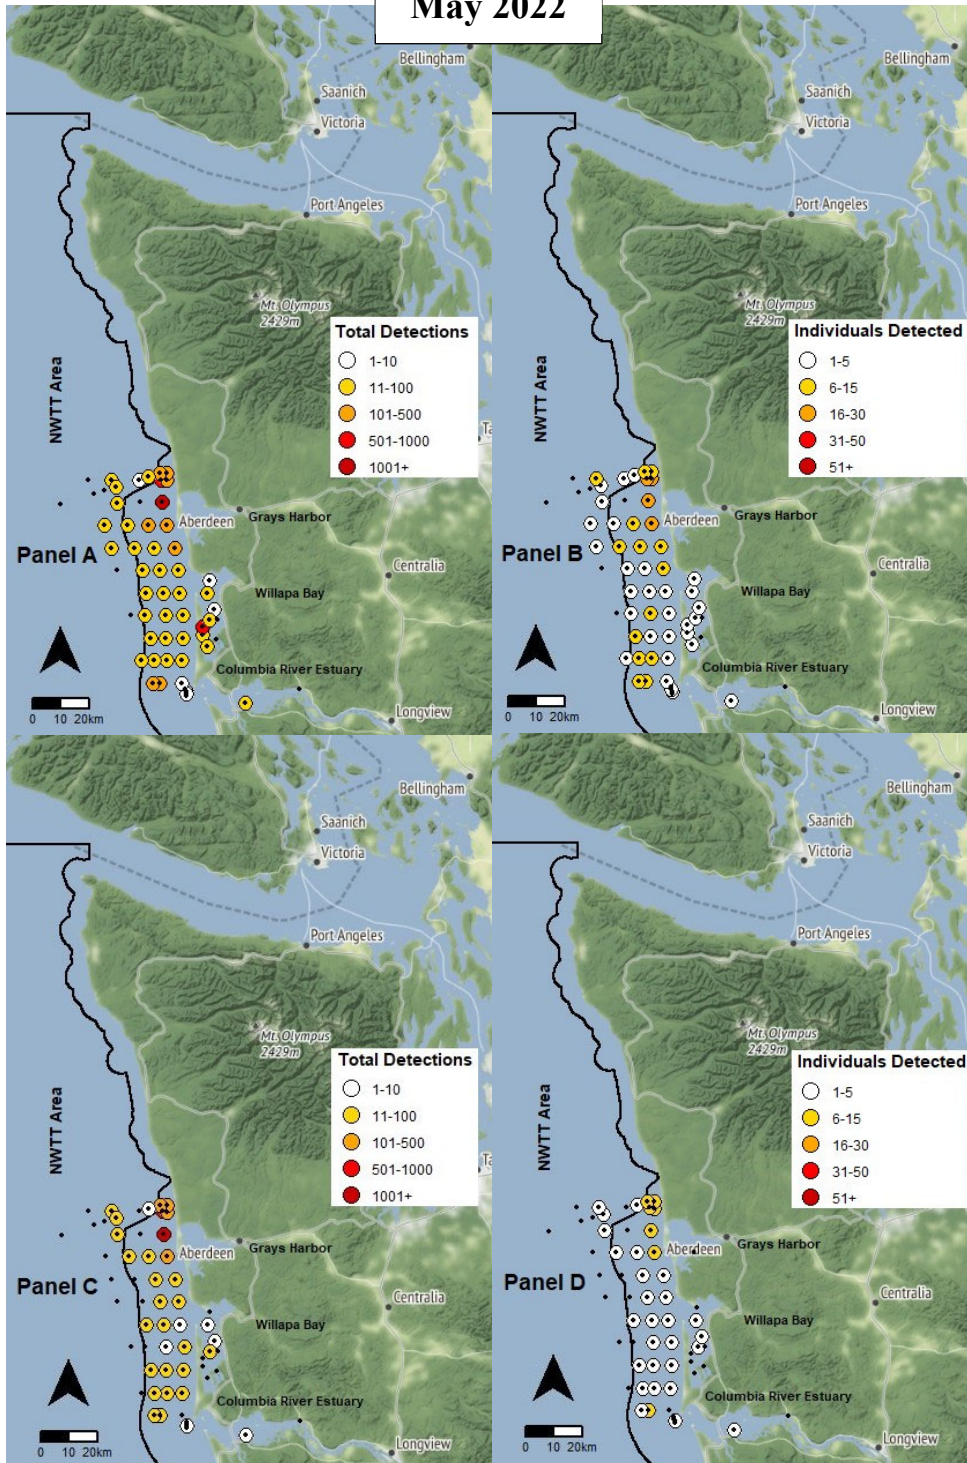 May 2022
Bellingham
Saanich
Victoria
Port Angeles
Mt. Olympus
2429m
Total Detections
1-10
11-100
101-500
501-1000
1001+
NWTT Area
Ta
Aberdeen
Grays Harbor
Panel A
Centralia
Willapa Bay
Columbia River Estuary
0 10 20km
Longview
Bellingham
Saanich
Victoria
Port Angeles
Mt. Olympus
2429m
Individuals Detected
1-5
6-15
16-30
31-50
51+
NWTT Area
Aberdeen
Grays Harbor
Panel B
Centralia
Willapa Bay
Columbia River Estuary
0 10 20km
Longview
Bellingham
Saanich
Victoria
Port Angeles
Mt. Olympus
2429m
Total Detections
1-10
11-100
101-500
501-1000
1001+
NWTT Area
Ta
Aberdeen
Grays Harbor
Panel C
Centralia
Willapa Bay
Columbia River Estuary
0 10 20km
Longview
Bellingham
Saanich
Victoria
Port Angeles
Mt. Olympus
2429m
Individuals Detected
1-5
6-15
16-30
31-50
51+
NWTT Area
Aberdeen
Grays Harbor
Panel D
Centralia
Willapa Bay
Columbia River Estuary
0 10 20km
Longview